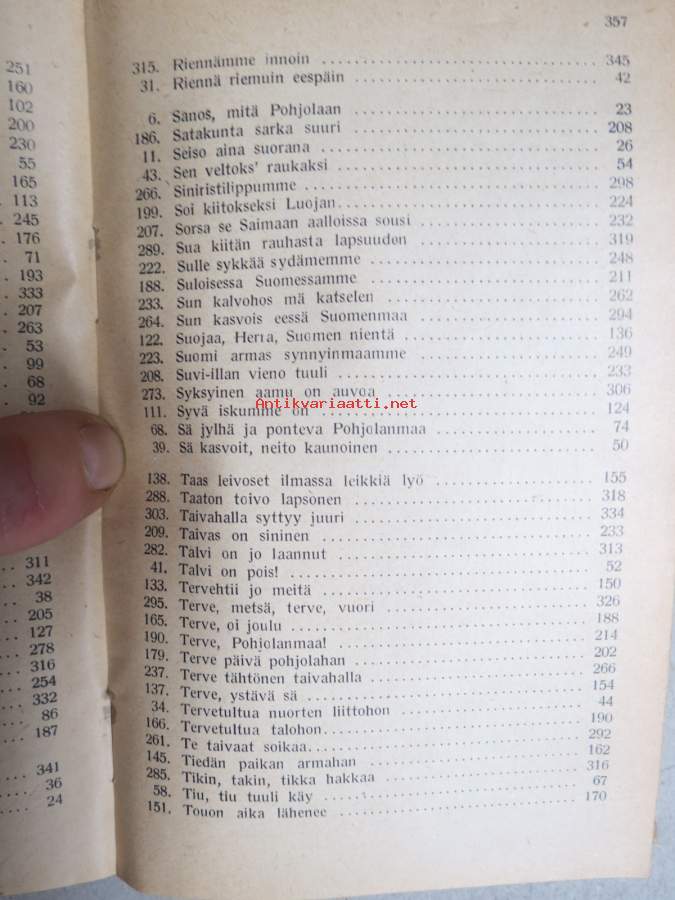 357
251
160
102
200
230
55
165
. 113
. 245
. 176
. 71
. 193
. 333
. 207
. 263
. 53
. 99
. 68
. 92
.. 311
... 342
... 38
... 205
... 127
... 278
... 316
... 254
... 332
... 86
... 187
... 341
... 36
... 24
315. Riennämme innoin ........ 345
31. Riennä riemuin eespäin ........ 42
6. Sanos, mitä Pohjolaan ........ 23
186. Satakunta sarka suuri ........ 208
11. Seiso aina suorana ........ 26
43. Sen veltoks' raukaksi ........ 54
266. Siniristilippumme ........ 298
199. Soi kiitokseksi Luojan ........ 224
207. Sorsa se Saimaan aalloissa sousi ........ 232
289. Sua kiitän rauhasta lapsuuden ........ 319
222. Sulle sykkää sydämemme ........ 248
188. Suloisessa Suomessamme ........ 211
233. Sun kalvohos mä katselen ........ 262
264. Sun kasvois eessä Suomenmaa ........ 294
122. Suojaa, Herra, Suomen nientä ........ 136
223. Suomi armas synnyinmaamme ........ 249
208. Suvi-illan vieno tuuli ........ 233
273. Syksyinen aamu on auvoa ........ 306
Antikvariaatti.net
111. Syvä iskumme on ........ 124
68. Sä jylhä ja ponteva Pohjolanmaa ........ 74
39. Sä kasvoit, neito kaunoinen ........ 50
138. Taas leivoset ilmassa leikkiä lyö ........ 155
288. Taaton toivo lapsonen ........ 318
303. Taivahalla syttyy juuri ........ 334
209. Taivas on sininen ........ 233
282. Talvi on jo laannut ........ 313
41. Talvi on pois! ........ 52
133. Tervehtii jo meitä ........ 150
295. Terve, metsä, terve, vuori ........ 326
165. Terve, oi joulu ........ 188
190. Terve, Pohjolanmaa! ........ 214
179. Terve päivä pohjolahan ........ 202
237. Terve tähtönen taivahalla ........ 266
137. Terve, ystävä sä ........ 154
34. Tervetultua nuorten liittohon ........ 44
166. Tervetultua talohon ........ 190
261. Te taivaat soikaa ........ 292
145. Tiedän paikan armahan ........ 162
285. Tikin, takin, tikka hakkaa ........ 316
58. Tiu, tiu tuuli käy ........ 67
151. Touon aika lähenee ........ 170